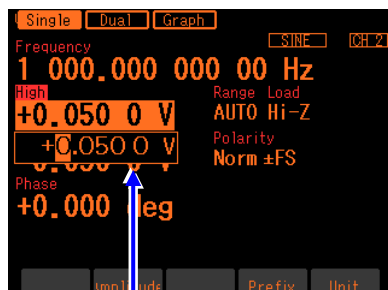 Single Dual Graph
Frequency SINE CH 2
1 000.000 000 00 Hz
High Range Load
+0.050 0 V AUTO Hi-Z
+0.050 0 V Polarity
Norm ±FS
Phase
+0.000 deg
Prefix Unit